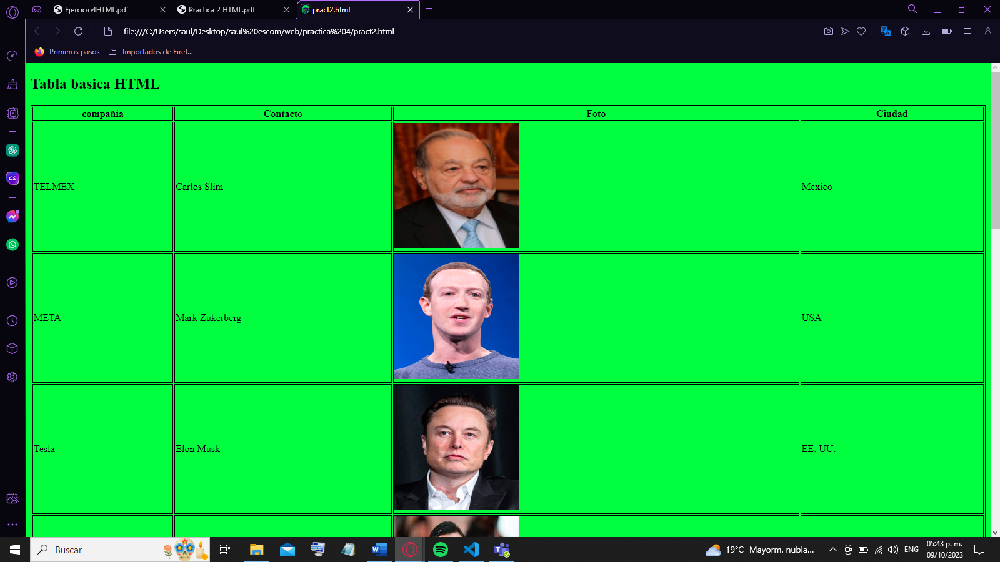 Ejercicio4HTML.pdf
Practica 2 HTML.pdf
pract2.html
file:///C:/Users/saul/Desktop/saul%20escom/web/practica%204/pract2.html
Primeros pasos
Importados de Firef...
Tabla basica HTML
compañia Contacto Foto Ciudad
TELMEX Carlos Slim Mexico
META Mark Zukerberg USA
Tesla Elon Musk EE. UU.
CS
Buscar
19°C Mayorm. nubla...
ENG
05:43 p. m.
09/10/2023